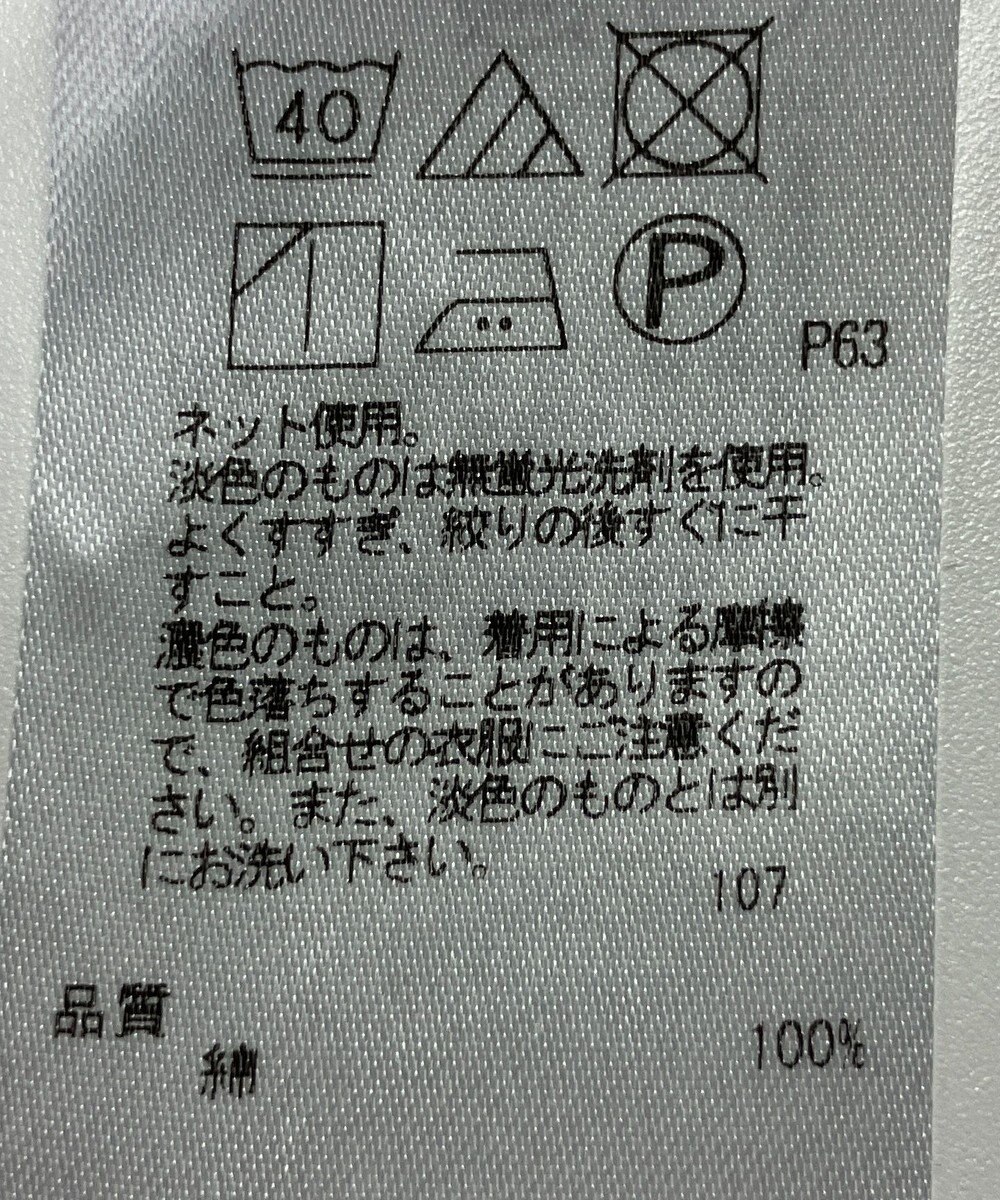 40
P
P63
ネット使用。
淡色のものは無蛍光洗剤を使用。
よくすすぎ、絞りの後すぐに干
すこと。
濃色のものは、着用による摩擦
で色落ちすることがありますの
で、組合せの衣服にご注意くだ
さい。また、淡色のものとは別
にお洗い下さい。
107
品質
綿 100%